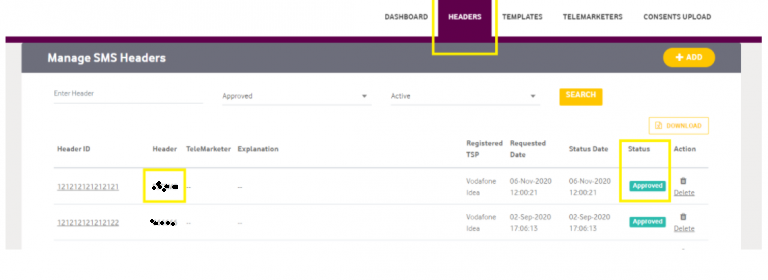 DASHBOARD HEADERS TEMPLATES TELEMARKETERS CONSENTS UPLOAD
Manage SMS Headers + ADD
Enter Header Approved Active SEARCH
DOWNLOAD
Header ID Header TeleMarketer Explanation Registered TSP Requested Date Status Date Status Action
121212121212121 -- -- Vodafone Idea 06-Nov-2020 12:00:21 06-Nov-2020 12:00:21 Approved Delete
121212121212122 -- -- Vodafone Idea 02-Sep-2020 17:06:13 02-Sep-2020 17:06:13 Approved Delete